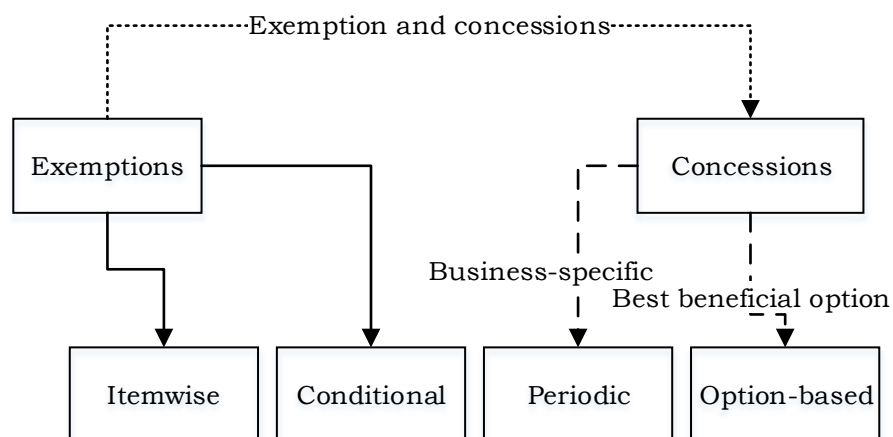 Exemption and concessions
Exemptions
Concessions
Business-specific
Best beneficial option
Itemwise
Conditional
Periodic
Option-based